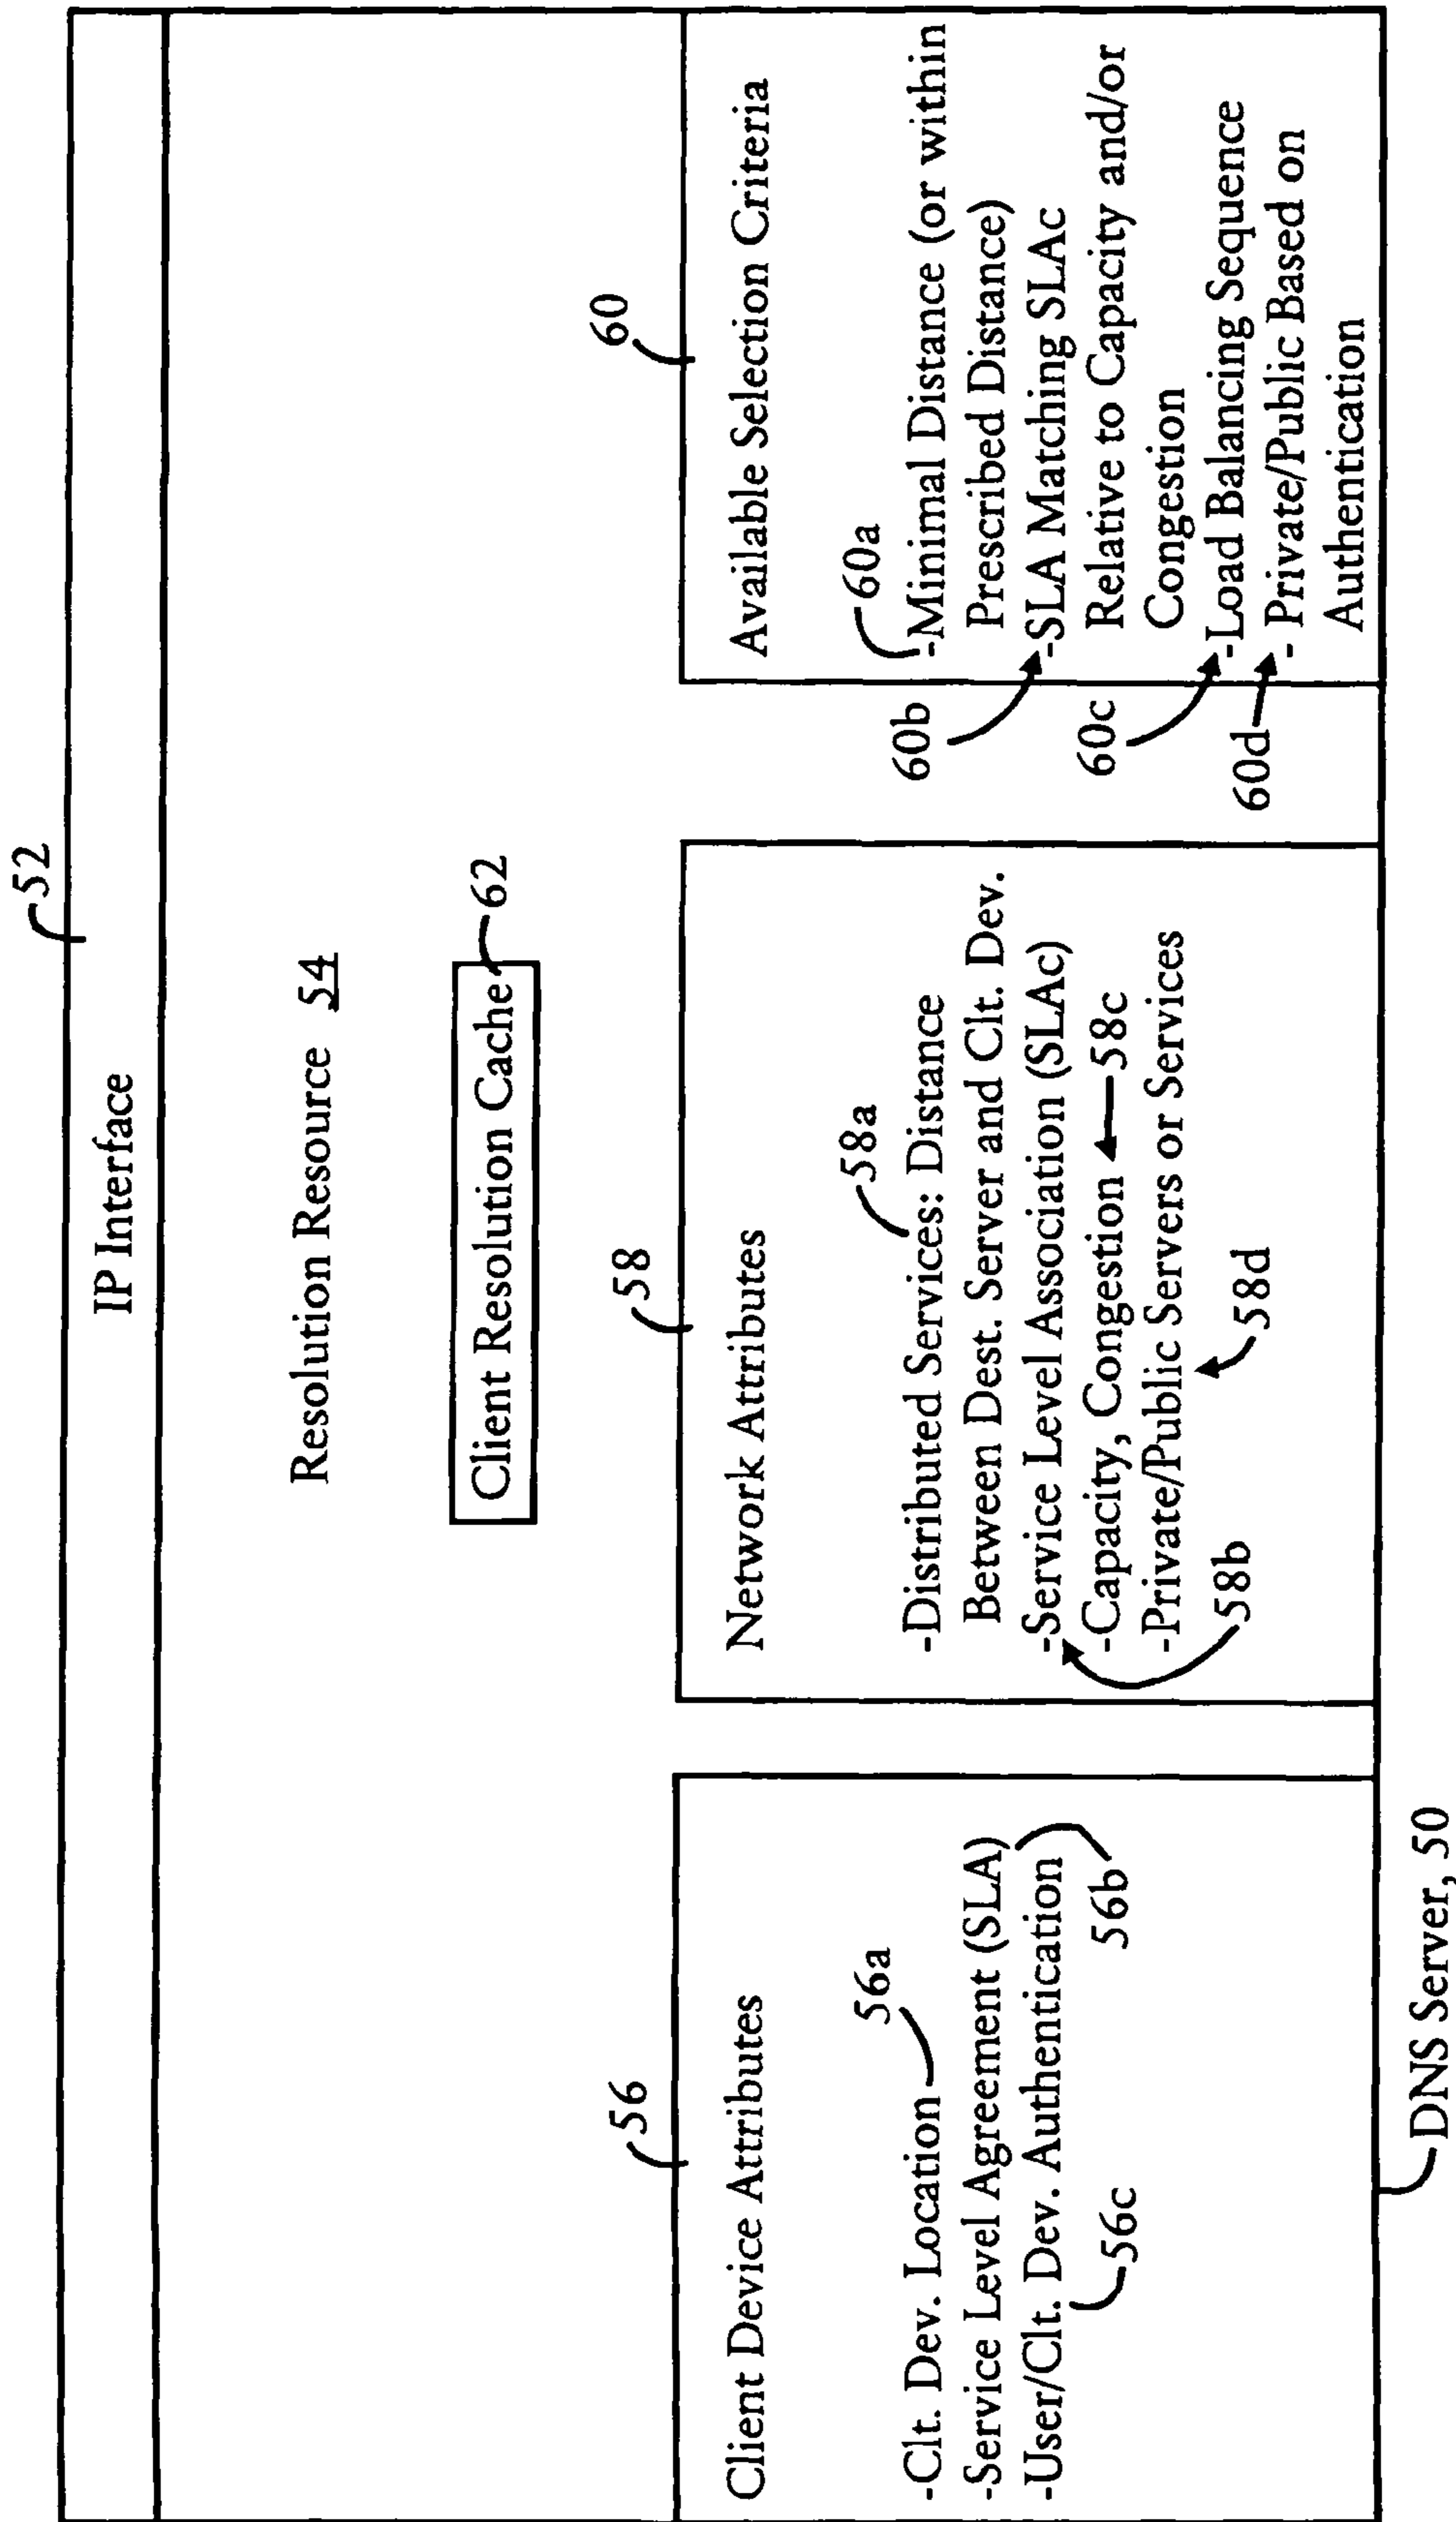 52
IP Interface
Resolution Resource 54
Client Resolution Cache
62
56
Client Device Attributes
56a
-Clt. Dev. Location
-Service Level Agreement (SLA)
-User/Clt. Dev. Authentication
56c
56b
58
Network Attributes
58a
-Distributed Services: Distance
Between Dest. Server and Clt. Dev.
-Service Level Association (SLAc)
-Capacity, Congestion
58c
-Private/Public Servers or Services
58b
58d
60
Available Selection Criteria
60a
-Minimal Distance (or within
Prescribed Distance)
60b
-SLA Matching SLAc
Relative to Capacity and/or
Congestion
60c
-Load Balancing Sequence
60d
- Private/Public Based on
Authentication
DNS Server, 50